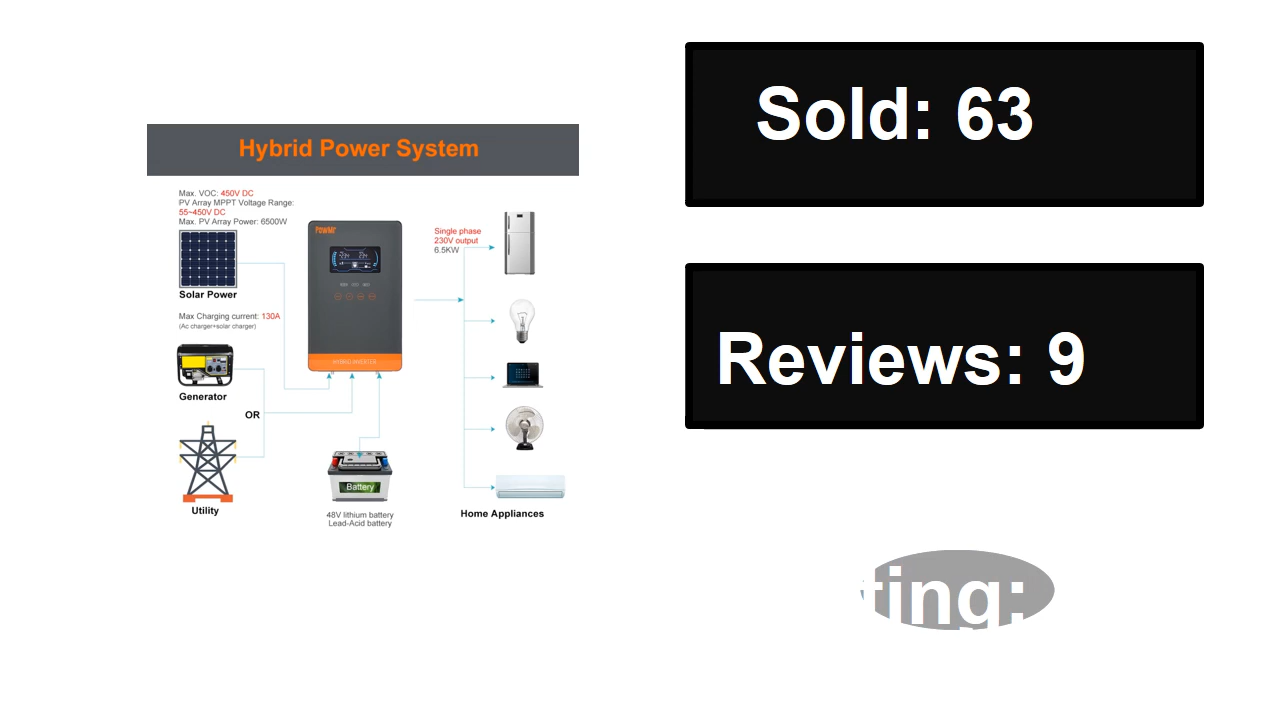 Hybrid Power System
Max. VOC: 450V DC
PV Array MPPT Voltage Range:
55~450V DC
Max. PV Array Power: 6500W
Solar Power
Max Charging current: 130A
(Ac charger+solar charger)
Generator
OR
Utility
PowMr
HYBRID INVERTER
Battery
48V lithium battery
Lead-Acid battery
Single phase
230V output
6.5KW
Home Appliances
Sold: 63
Reviews: 9
ting: